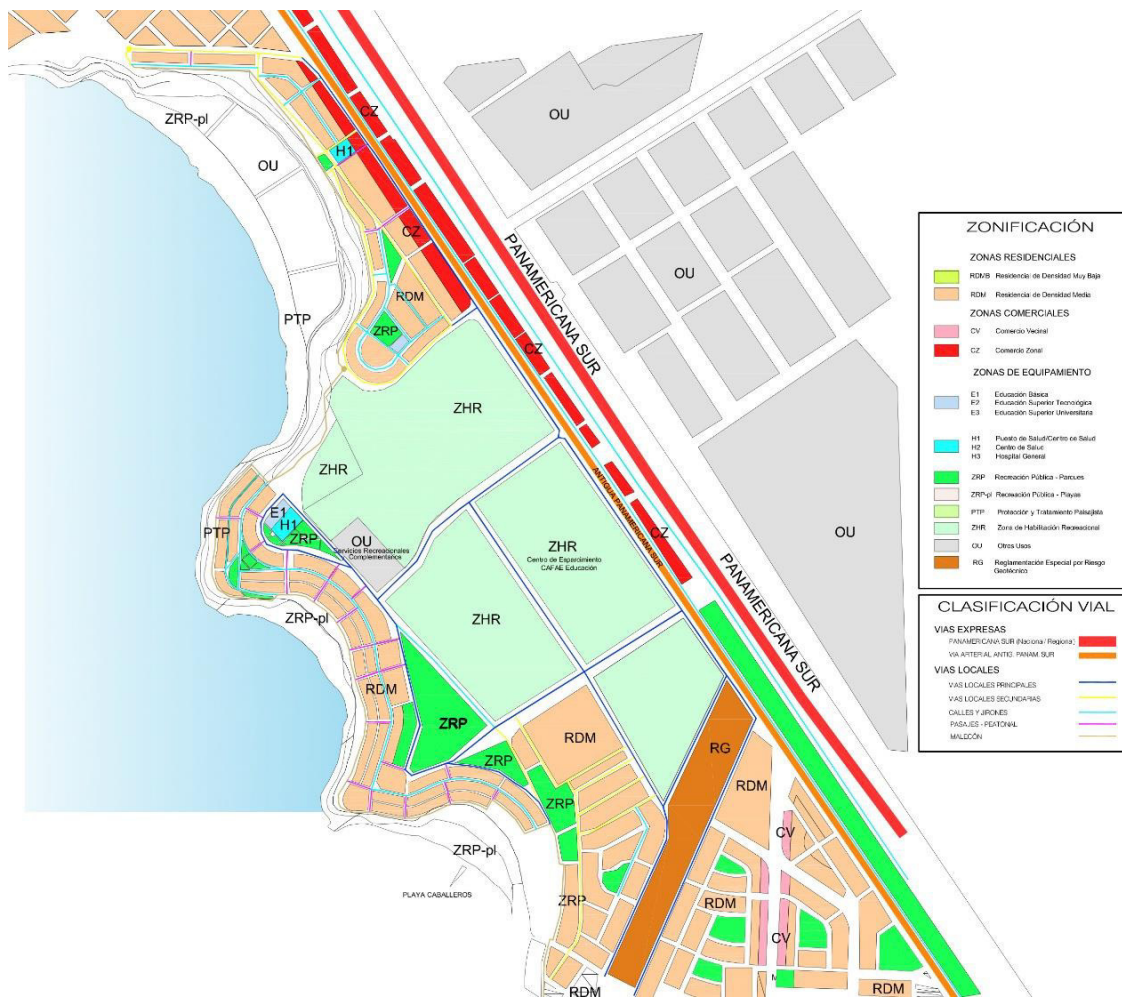 ZRP-pl
OU
CZ
H1
OU
PANAMERICANA SUR
CZ
OU
RDM
PTP
ZRP
CZ
ZHR
ZHR
ANTIGUA PANAMERICANA SUR
CZ
OU
E1
H1
PTP
ZRP
OU
Servicios Recreacionales
Complementarios
ZHR
Centro de Esparcimiento
CAFAE Educación
PANAMERICANA SUR
ZRP-pl
ZHR
RDM
ZRP
RDM
RG
ZRP
RDM
ZRP
CV
ZRP-pl
PLAYA CABALLEROS
ZRP
RDM
CV
RDM
RDM
ZONIFICACIÓN
ZONAS RESIDENCIALES
RDMB Residencial de Densidad Muy Baja
RDM Residencial de Densidad Media
ZONAS COMERCIALES
CV Comercio Vecinal
CZ Comercio Zonal
ZONAS DE EQUIPAMIENTO
E1 Educación Básica
E2 Educación Superior Tecnológica
E3 Educación Superior Universitaria
H1 Puesto de Salud/Centro de Salud
H2 Centro de Salud
H3 Hospital General
ZRP Recreación Pública - Parques
ZRP-pl Recreación Pública - Playas
PTP Protección y Tratamiento Paisajista
ZHR Zona de Habilitación Recreacional
OU Otros Usos
RG Reglamentación Especial por Riesgo
Geotécnico
CLASIFICACIÓN VIAL
VIAS EXPRESAS
PANAMERICANA SUR (Nacional/Regional)
VIA ARTERIAL ANTIG. PANAM. SUR
VIAS LOCALES
VIAS LOCALES PRINCIPALES
VIAS LOCALES SECUNDARIAS
CALLES Y JIRONES
PASAJES - PEATONAL
MALECÓN